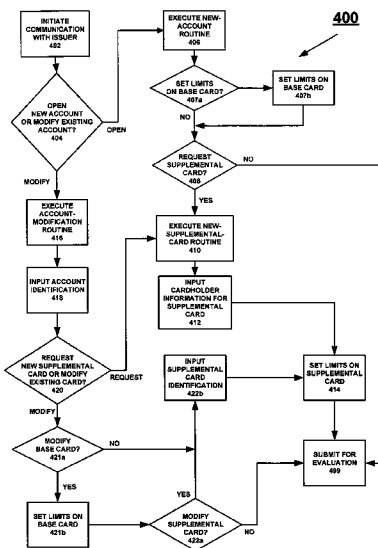 400
INITIATE
COMMUNICATION
WITH ISSUER
402
EXECUTE NEW-
ACCOUNT
ROUTINE
406
SET LIMITS
ON BASE CARD?
407a
SET LIMITS ON
BASE CARD
407b
NO
OPEN
NEW ACCOUNT
OR MODIFY EXISTING
ACCOUNT?
404
OPEN
REQUEST
SUPPLEMENTAL
CARD?
408
NO
MODIFY
YES
EXECUTE
ACCOUNT-
MODIFICATION
ROUTINE
416
EXECUTE NEW-
SUPPLEMENTAL-
CARD ROUTINE
410
INPUT ACCOUNT
IDENTIFICATION
418
INPUT
CARDHOLDER
INFORMATION FOR
SUPPLEMENTAL
CARD
412
REQUEST
NEW SUPPLEMENTAL
CARD OR MODIFY
EXISTING CARD?
420
REQUEST
INPUT
SUPPLEMENTAL
CARD IDENTIFICATION
422b
SET LIMITS ON
SUPPLEMENTAL
CARD
414
MODIFY
MODIFY
BASE CARD?
421a
NO
SUBMIT FOR
EVALUATION
499
YES
YES
SET LIMITS ON
BASE CARD
421b
MODIFY
SUPPLEMENTAL
CARD?
422a
NO